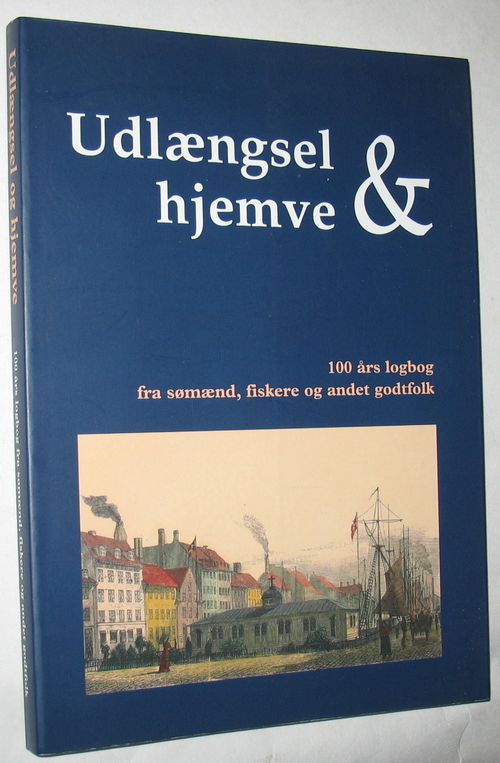 Udlængsel &
hjemve
100 års logbog
fra sømænd, fiskere og andet godtfolk
Udlængsel og hjemve
100 års logbog fra sømænd, fiskere og andet godtfolk